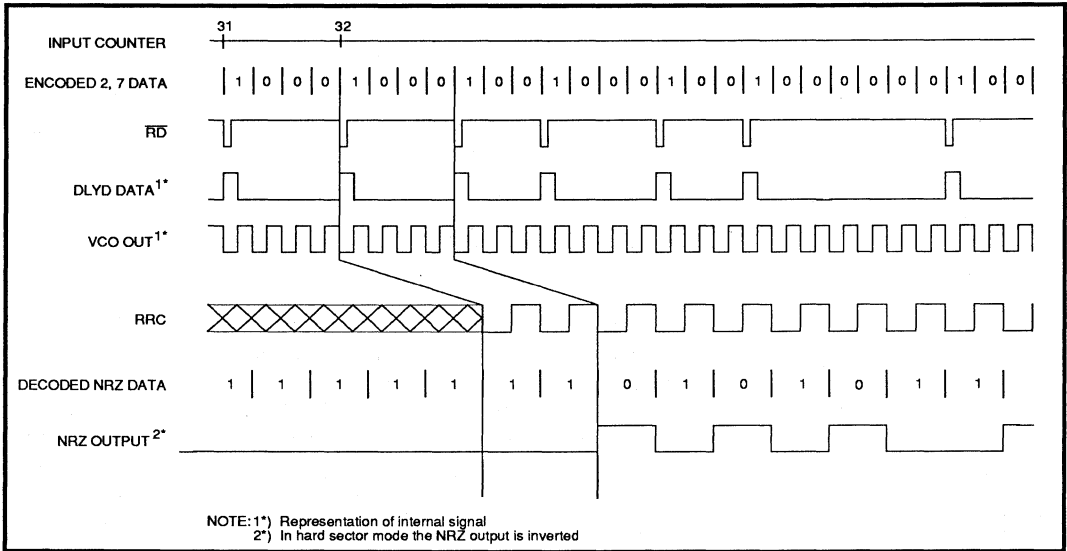 31 32
INPUT COUNTER
ENCODED 2, 7 DATA 1 0 0 0 1 0 0 0 1 0 0 1 0 0 0 1 0 0 1 0 0 0 0 0 0 1 0 0
RD
DLYD DATA 1*
VCO OUT 1*
RRC
DECODED NRZ DATA 1 1 1 1 1 1 1 0 1 0 1 0 1 1
NRZ OUTPUT 2*
NOTE: 1*) Representation of internal signal
2*) In hard sector mode the NRZ output is inverted